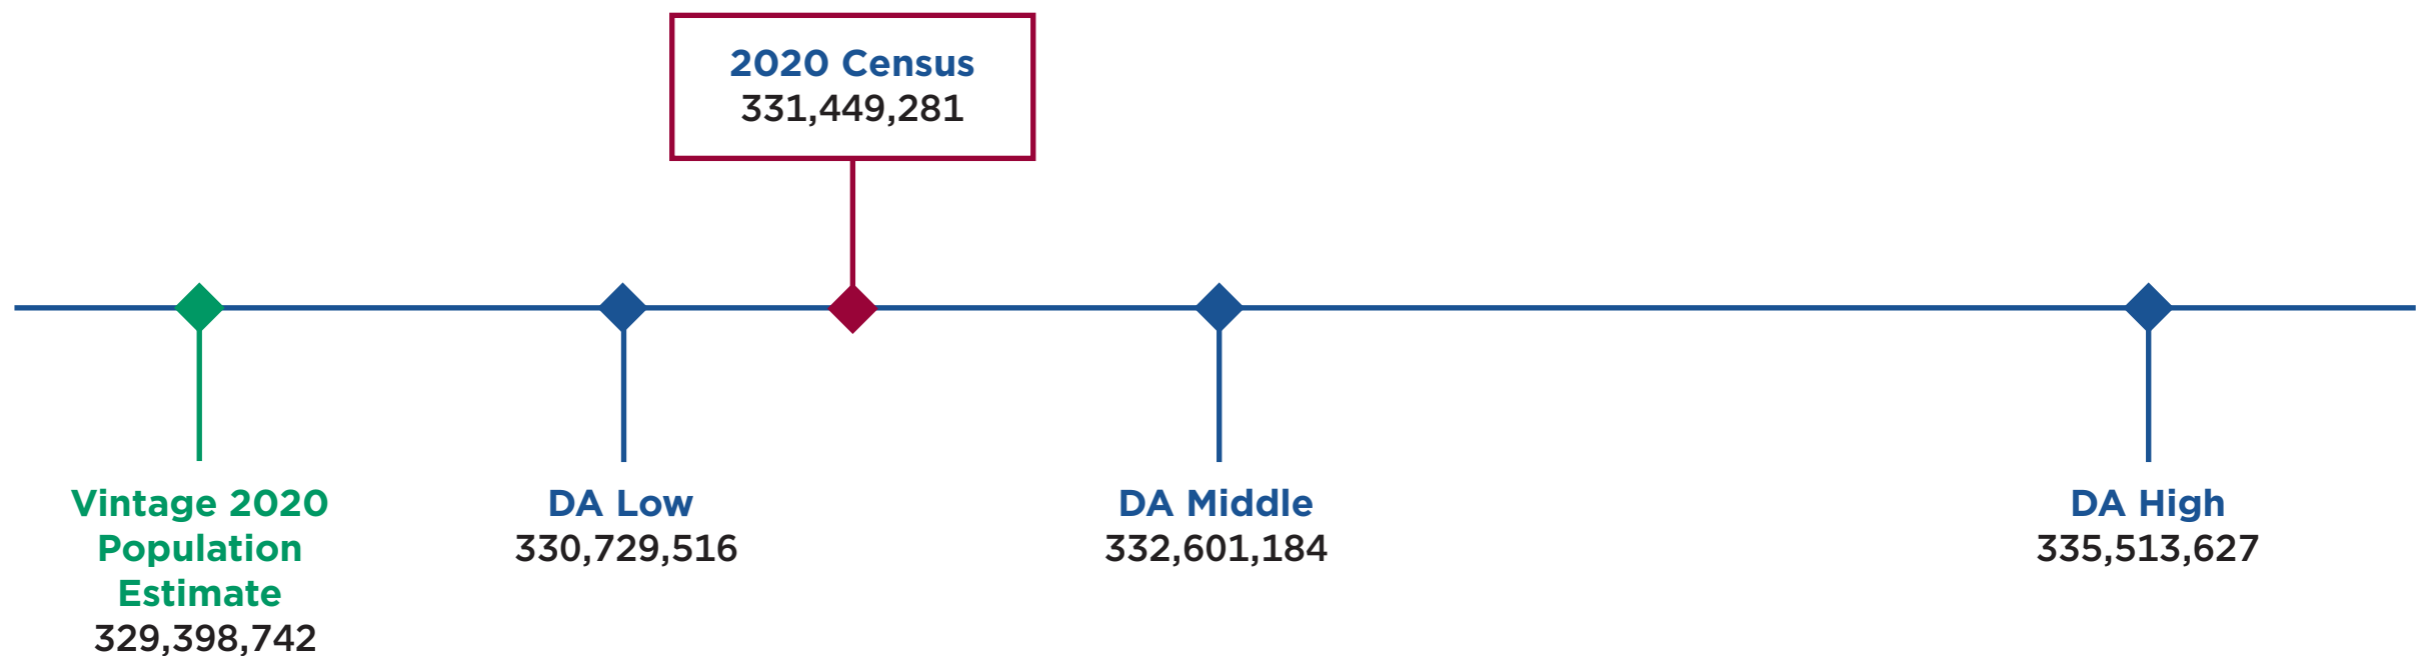 2020 Census
331,449,281
Vintage 2020
Population
Estimate
329,398,742
DA Low
330,729,516
DA Middle
332,601,184
DA High
335,513,627